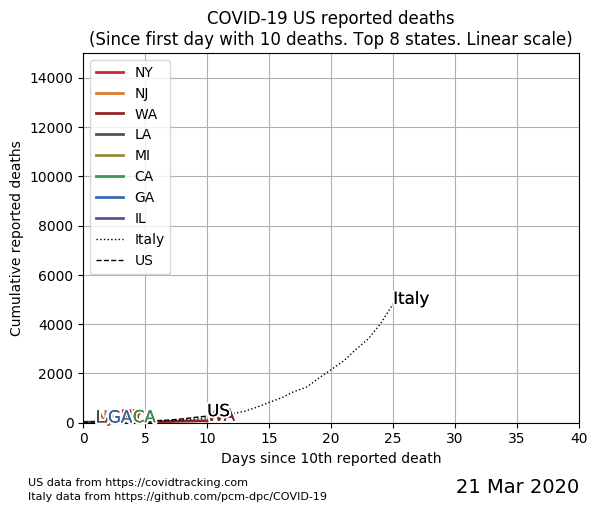 COVID-19 US reported deaths
(Since first day with 10 deaths. Top 8 states. Linear scale)
14000
12000
10000
8000
6000
4000
2000
0
Cumulative reported deaths
NY
NJ
WA
LA
MI
CA
GA
IL
Italy
US
Italy
US
GA
CA
0 5 10 15 20 25 30 35 40
Days since 10th reported death
US data from https://covidtracking.com
Italy data from https://github.com/pcm-dpc/COVID-19
21 Mar 2020